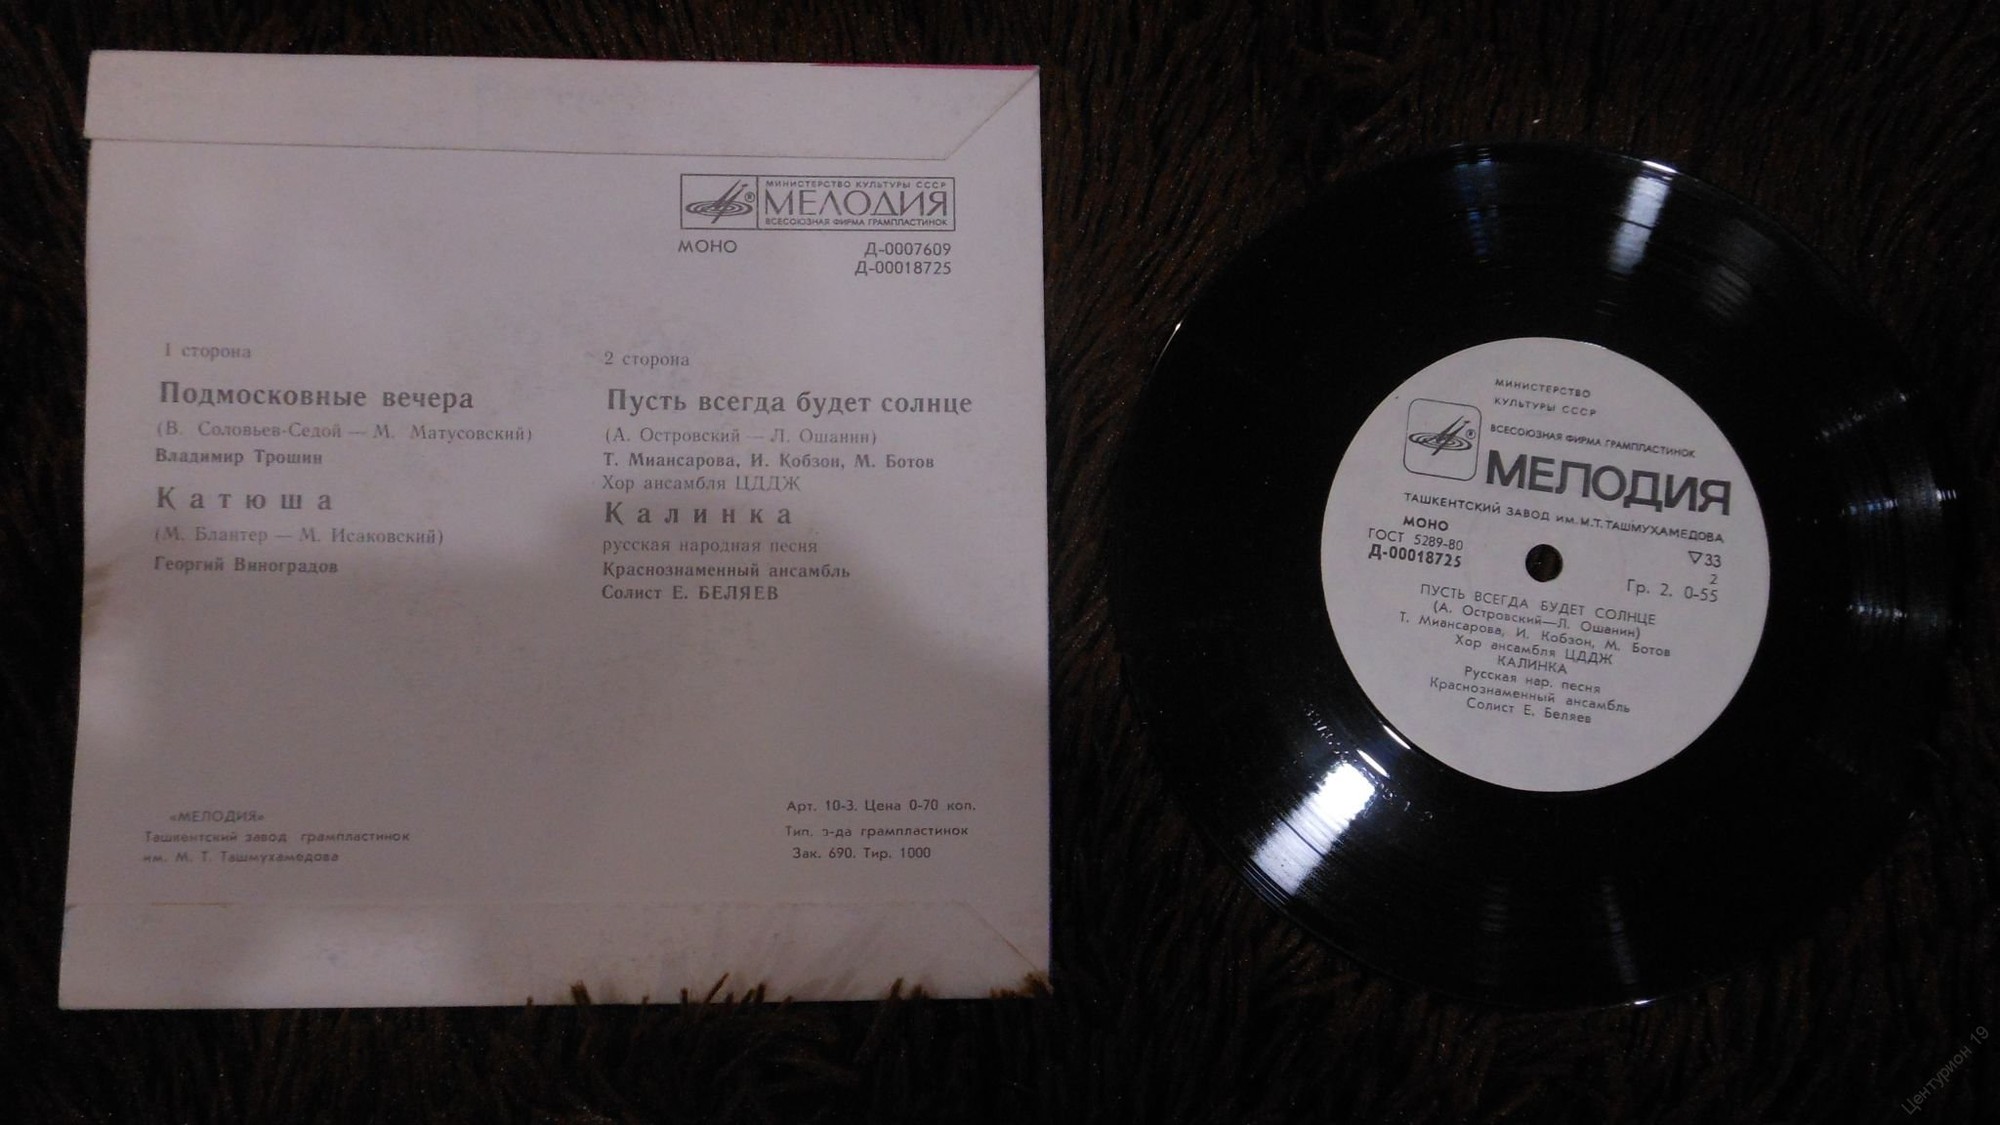 МИНИСТЕРСТВО КУЛЬТУРЫ СССР
МЕЛОДИЯ
ВСЕСОЮЗНАЯ ФИРМА ГРАМПЛАСТИНОК
МОНО Д-0007609
Д-00018725
1 сторона
Подмосковные вечера
(В. Соловьев-Седой — М. Матусовский)
Владимир Трошин
Катюша
(М. Блантер — М. Исаковский)
Георгий Виноградов
2 сторона
Пусть всегда будет солнце
(А. Островский — Л. Ошанин)
Т. Миансарова, И. Кобзон, М. Ботов
Хор ансамбля ЦДДЖ
Калинка
русская народная песня
Краснознаменный ансамбль
Солист Е. БЕЛЯЕВ
«МЕЛОДИЯ»
Ташкентский завод грампластинок
им. М. Т. Ташмухамедова
Арт. 10-3. Цена 0-70 коп.
Тип. з-да грампластинок
Зак. 690. Тир. 1000
МИНИСТЕРСТВО
КУЛЬТУРЫ СССР
ВСЕСОЮЗНАЯ ФИРМА ГРАМПЛАСТИНОК
МЕЛОДИЯ
ТАШКЕНТСКИЙ ЗАВОД ИМ. М.Т. ТАШМУХАМЕДОВА
МОНО
ГОСТ 5289-80
Д-00018725
▽33
2
Гр. 2. 0-55
ПУСТЬ ВСЕГДА БУДЕТ СОЛНЦЕ
(А. Островский—Л. Ошанин)
Т. Миансарова, И. Кобзон, М. Ботов
Хор ансамбля ЦДДЖ
КАЛИНКА
Русская нар. песня
Краснознаменный ансамбль
Солист Е. Беляев
Центурион 19